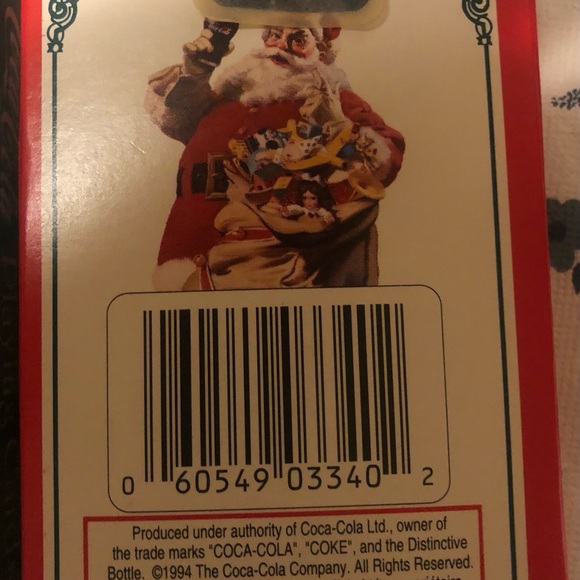 0 60549 03340 2
Produced under authority of Coca-Cola Ltd., owner of
the trade marks "COCA-COLA", "COKE", and the Distinctive
Bottle. ©1994 The Coca-Cola Company. All Rights Reserved.